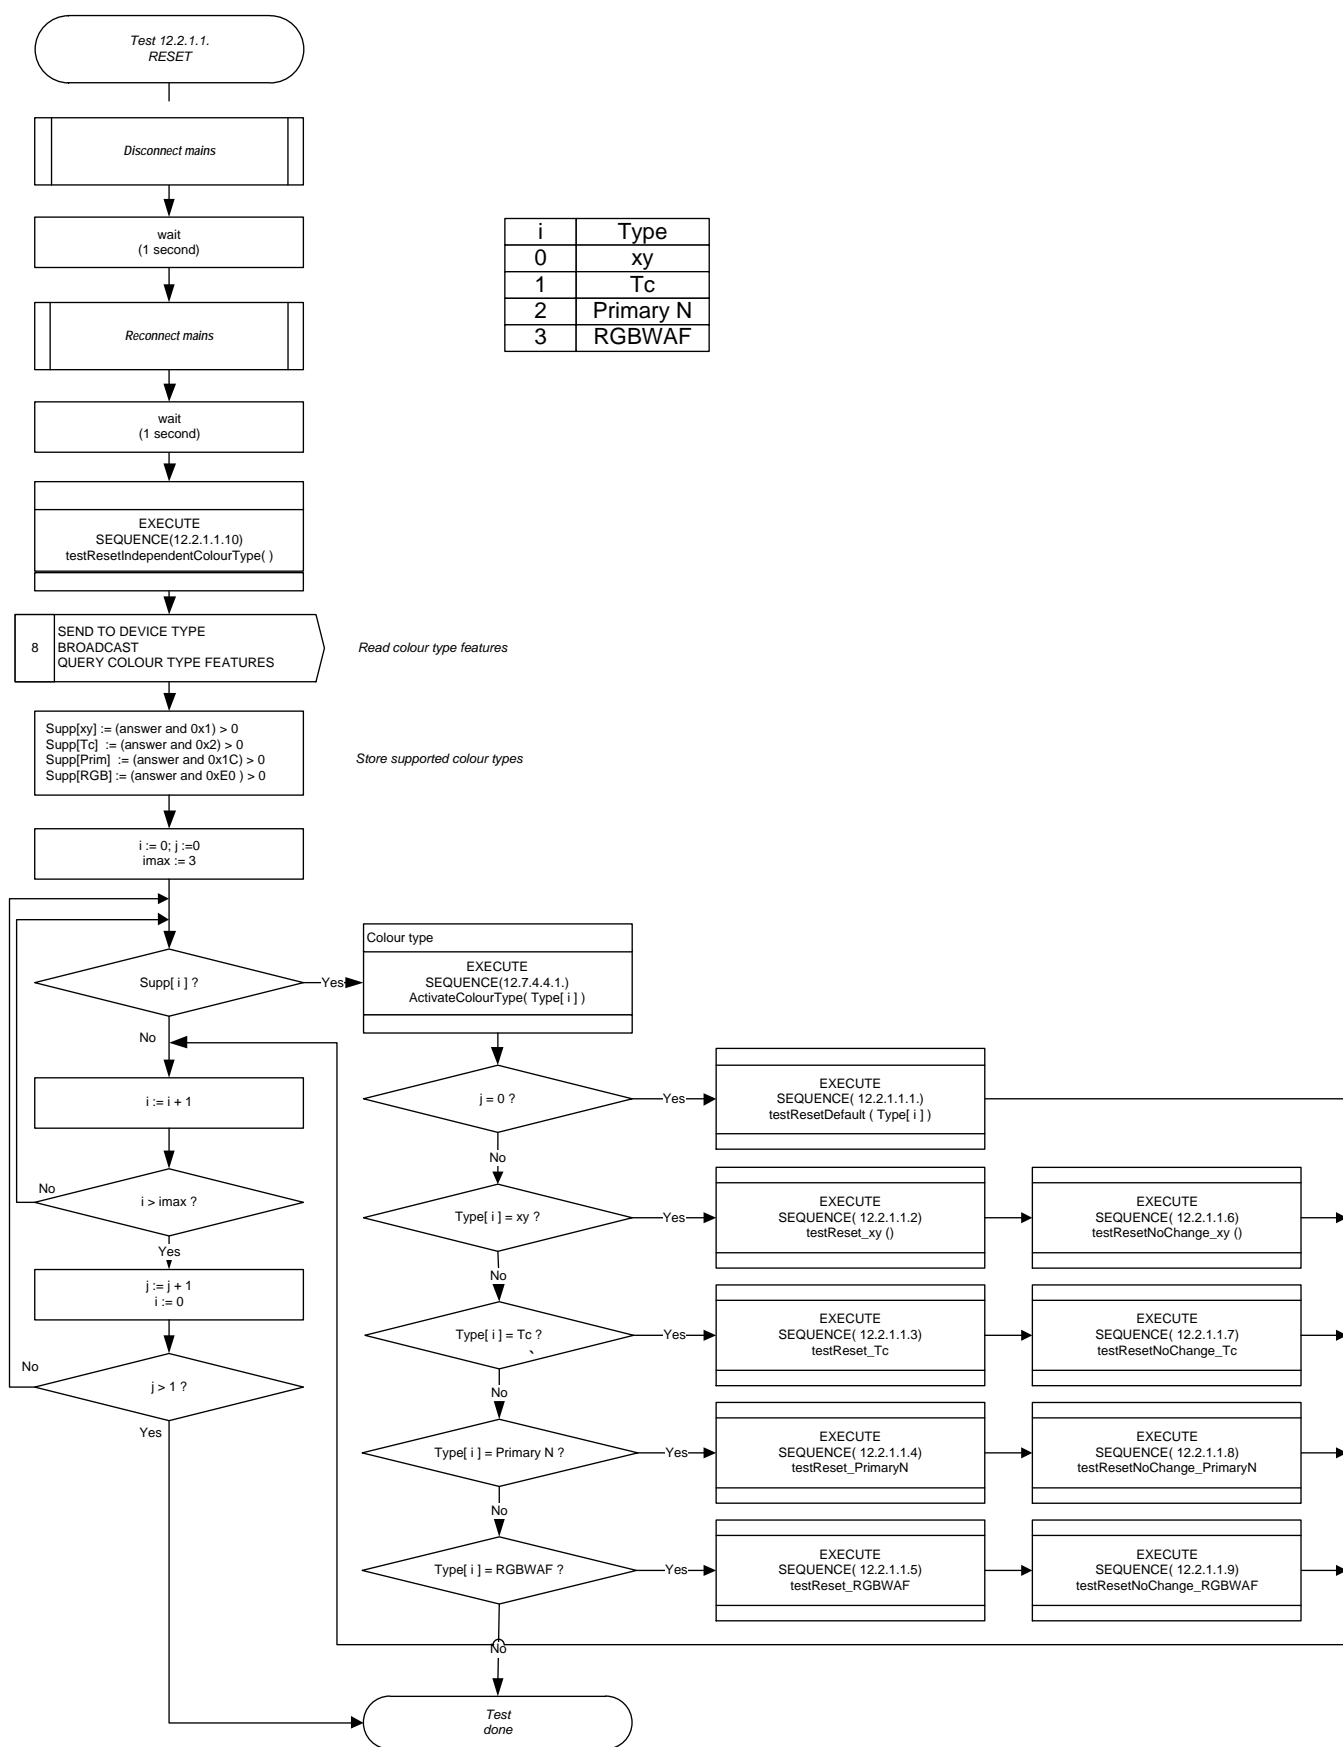 Test 12.2.1.1.
RESET
Disconnect mains
wait
(1 second)
Reconnect mains
wait
(1 second)
i Type
0 xy
1 Tc
2 Primary N
3 RGBWAF
EXECUTE
SEQUENCE(12.2.1.1.10)
testResetIndependentColourType( )
8
SEND TO DEVICE TYPE
BROADCAST
QUERY COLOUR TYPE FEATURES
Read colour type features
Supp[xy] := (answer and 0x1) > 0
Supp[Tc] := (answer and 0x2) > 0
Supp[Prim] := (answer and 0x1C) > 0
Supp[RGB] := (answer and 0xE0 ) > 0
Store supported colour types
i := 0; j :=0
imax := 3
Supp[ i ] ?
Yes
No
i := i + 1
i > imax ?
No
Yes
j := j + 1
i := 0
j > 1 ?
No
Yes
Colour type
EXECUTE
SEQUENCE(12.7.4.4.1.)
ActivateColourType( Type[ i ] )
j = 0 ?
Yes
No
EXECUTE
SEQUENCE( 12.2.1.1.1.)
testResetDefault ( Type[ i ] )
Type[ i ] = xy ?
Yes
No
EXECUTE
SEQUENCE( 12.2.1.1.2)
testReset_xy ()
EXECUTE
SEQUENCE( 12.2.1.1.6)
testResetNoChange_xy ()
Type[ i ] = Tc ?
Yes
No
EXECUTE
SEQUENCE( 12.2.1.1.3)
testReset_Tc
EXECUTE
SEQUENCE( 12.2.1.1.7)
testResetNoChange_Tc
Type[ i ] = Primary N ?
Yes
No
EXECUTE
SEQUENCE( 12.2.1.1.4)
testReset_PrimaryN
EXECUTE
SEQUENCE( 12.2.1.1.8)
testResetNoChange_PrimaryN
Type[ i ] = RGBWAF ?
Yes
No
EXECUTE
SEQUENCE( 12.2.1.1.5)
testReset_RGBWAF
EXECUTE
SEQUENCE( 12.2.1.1.9)
testResetNoChange_RGBWAF
Test
done